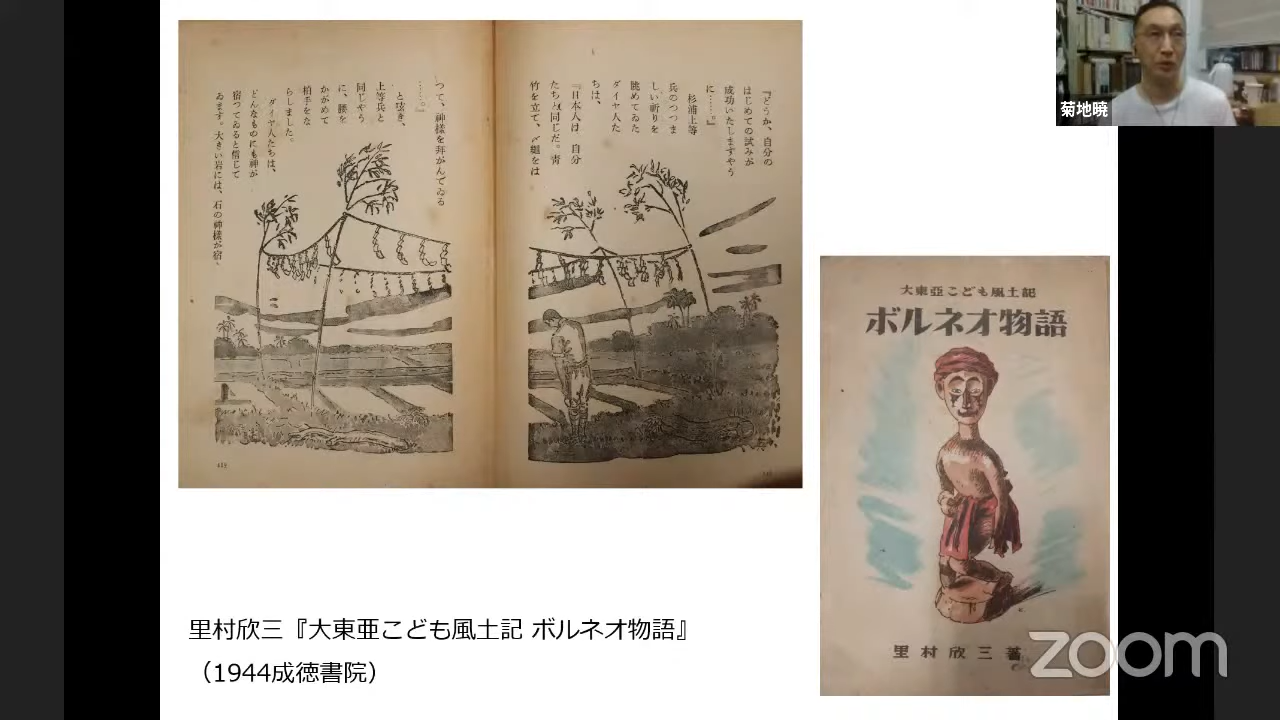 『どうか、自分の
はじめての試みが
成功いたしますやう
に……。』
杉浦上等
兵のつつま
しい祈りを
眺めてゐた
ダイヤ人た
ちは、
『日本人は、自分
たちと同じだ。靑
竹を立て、〆繩をは
つて、神樣を拜がんでゐる
……。』
と呟き、
上等兵と
同じやう
に、腰を
かがめて
拍手をな
らしました。
ダイヤ人たちは、
どんなものにも神が
宿つてゐると信じて
ゐます。大きい岩には、石の神樣が宿
菊地暁
大東亞こども風土記
ボルネオ物語
里村欣三著
里村欣三『大東亜こども風土記 ボルネオ物語』
（1944成徳書院）
zoom